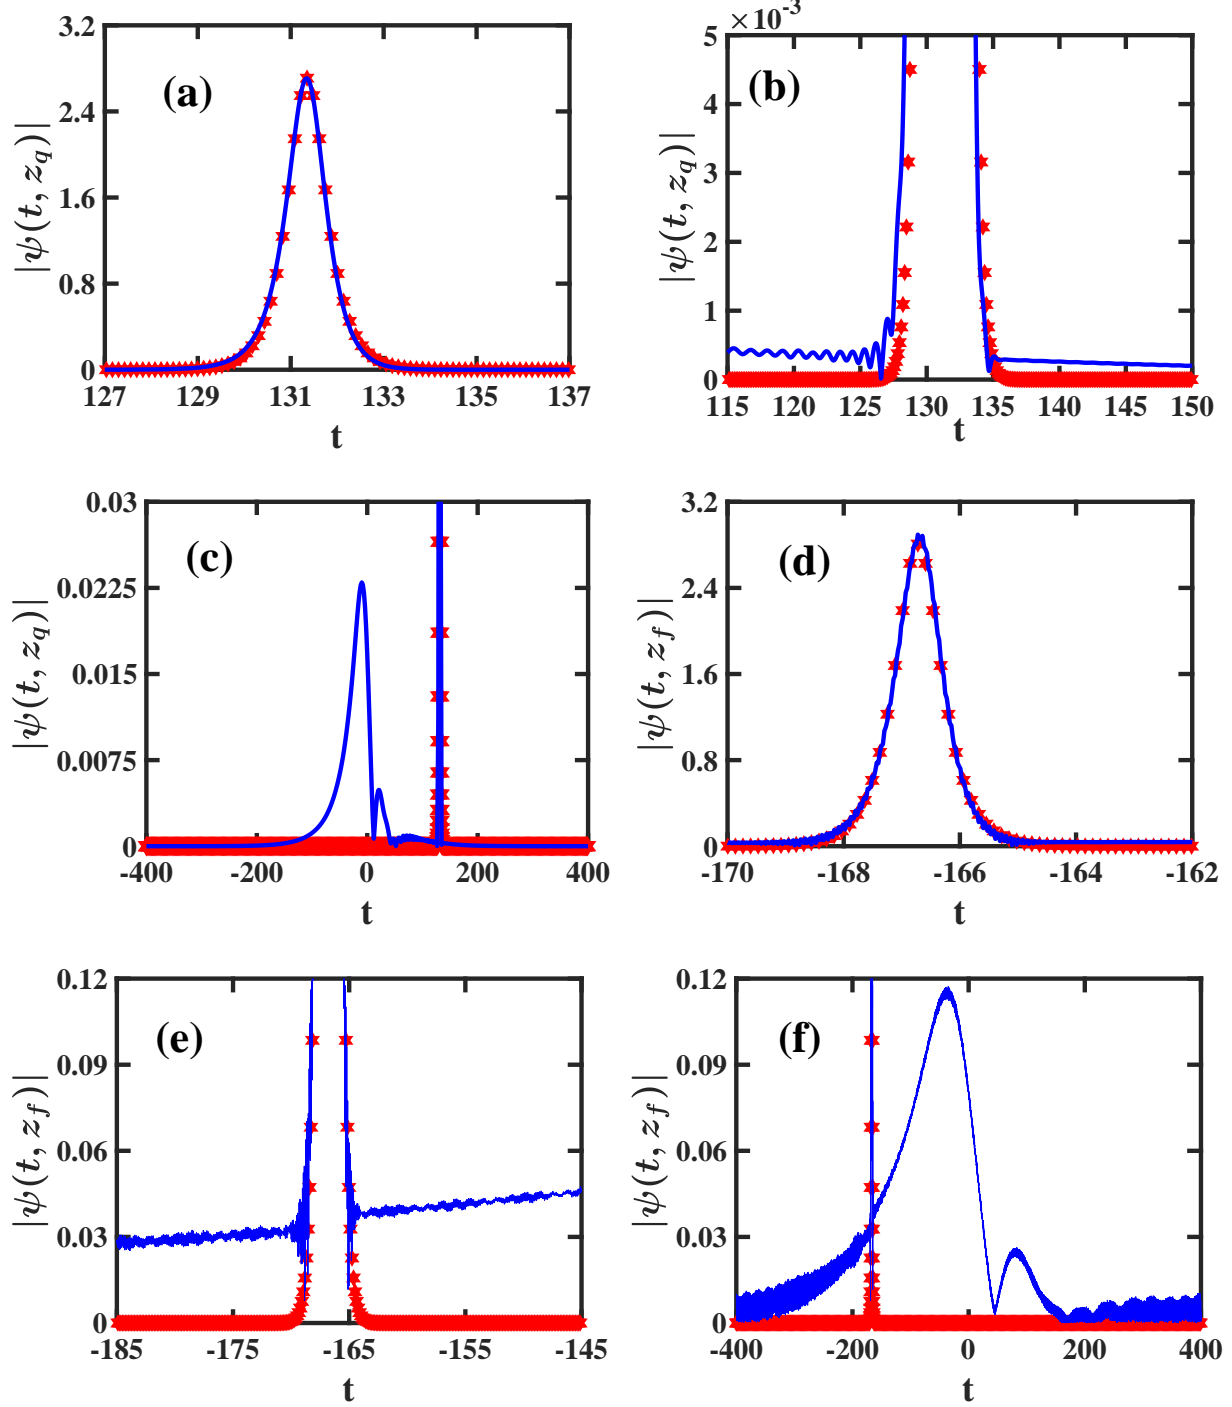 3.2
2.4
1.6
0.8
0
|ψ(t, z_q)|
(a)
127 129 131 133 135 137
t
×10^-3
5
4
3
2
1
0
|ψ(t, z_q)|
(b)
115 120 125 130 135 140 145 150
t
0.03
0.0225
0.015
0.0075
0
|ψ(t, z_q)|
(c)
-400 -200 0 200 400
t
3.2
2.4
1.6
0.8
0
|ψ(t, z_f)|
(d)
-170 -168 -166 -164 -162
t
0.12
0.09
0.06
0.03
0
|ψ(t, z_f)|
(e)
-185 -175 -165 -155 -145
t
0.12
0.09
0.06
0.03
0
|ψ(t, z_f)|
(f)
-400 -200 0 200 400
t